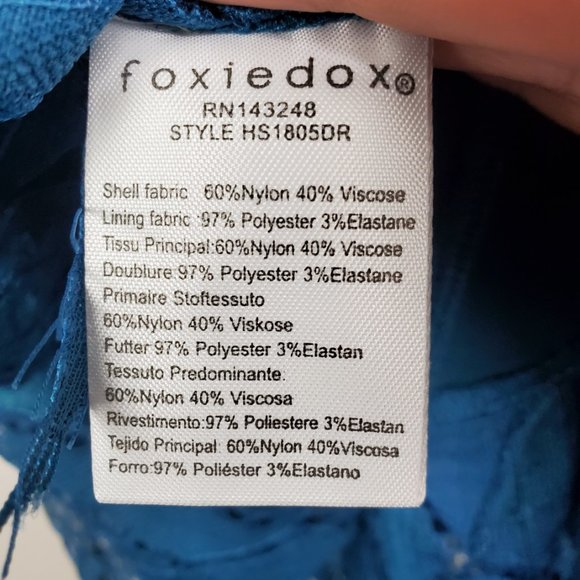 foxiedox®
RN143248
STYLE HS1805DR
Shell fabric 60%Nylon 40% Viscose
Lining fabric :97% Polyester 3%Elastane
Tissu Principal:60%Nylon 40% Viscose
Doublure:97% Polyester 3%Elastane
Primaire Stoftessuto
60%Nylon 40% Viskose
Futter 97% Polyester 3%Elastan
Tessuto Predominante:
60%Nylon 40% Viscosa
Rivestimento:97% Poliestere 3%Elastan
Tejido Principal: 60%Nylon 40%Viscosa
Forro:97% Poliéster 3%Elastano